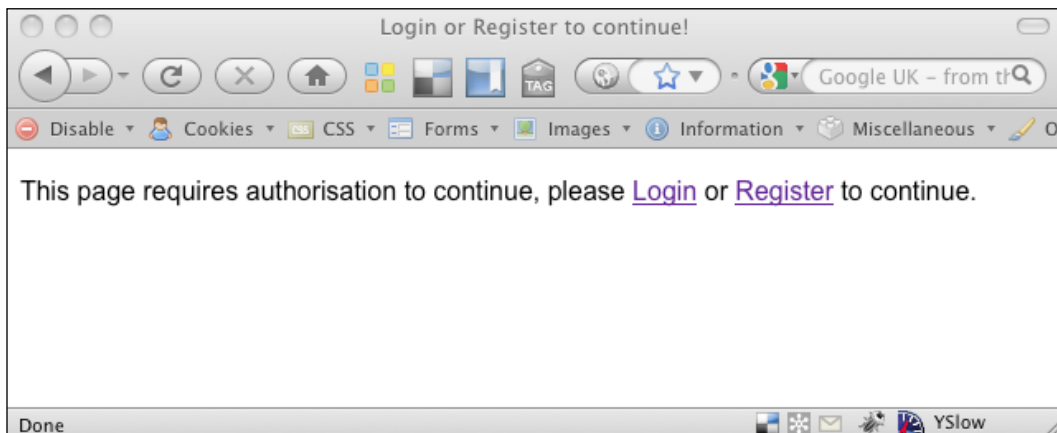 Login or Register to continue!
TAG
Google UK – from th
Disable Cookies CSS Forms Images Information Miscellaneous O
This page requires authorisation to continue, please Login or Register to continue.
Done YSlow